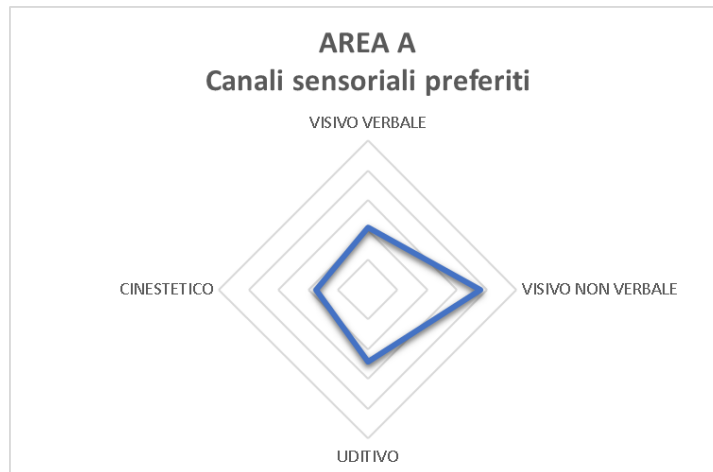 AREA A
Canali sensoriali preferiti
VISIVO VERBALE
CINESTETICO
VISIVO NON VERBALE
UDITIVO